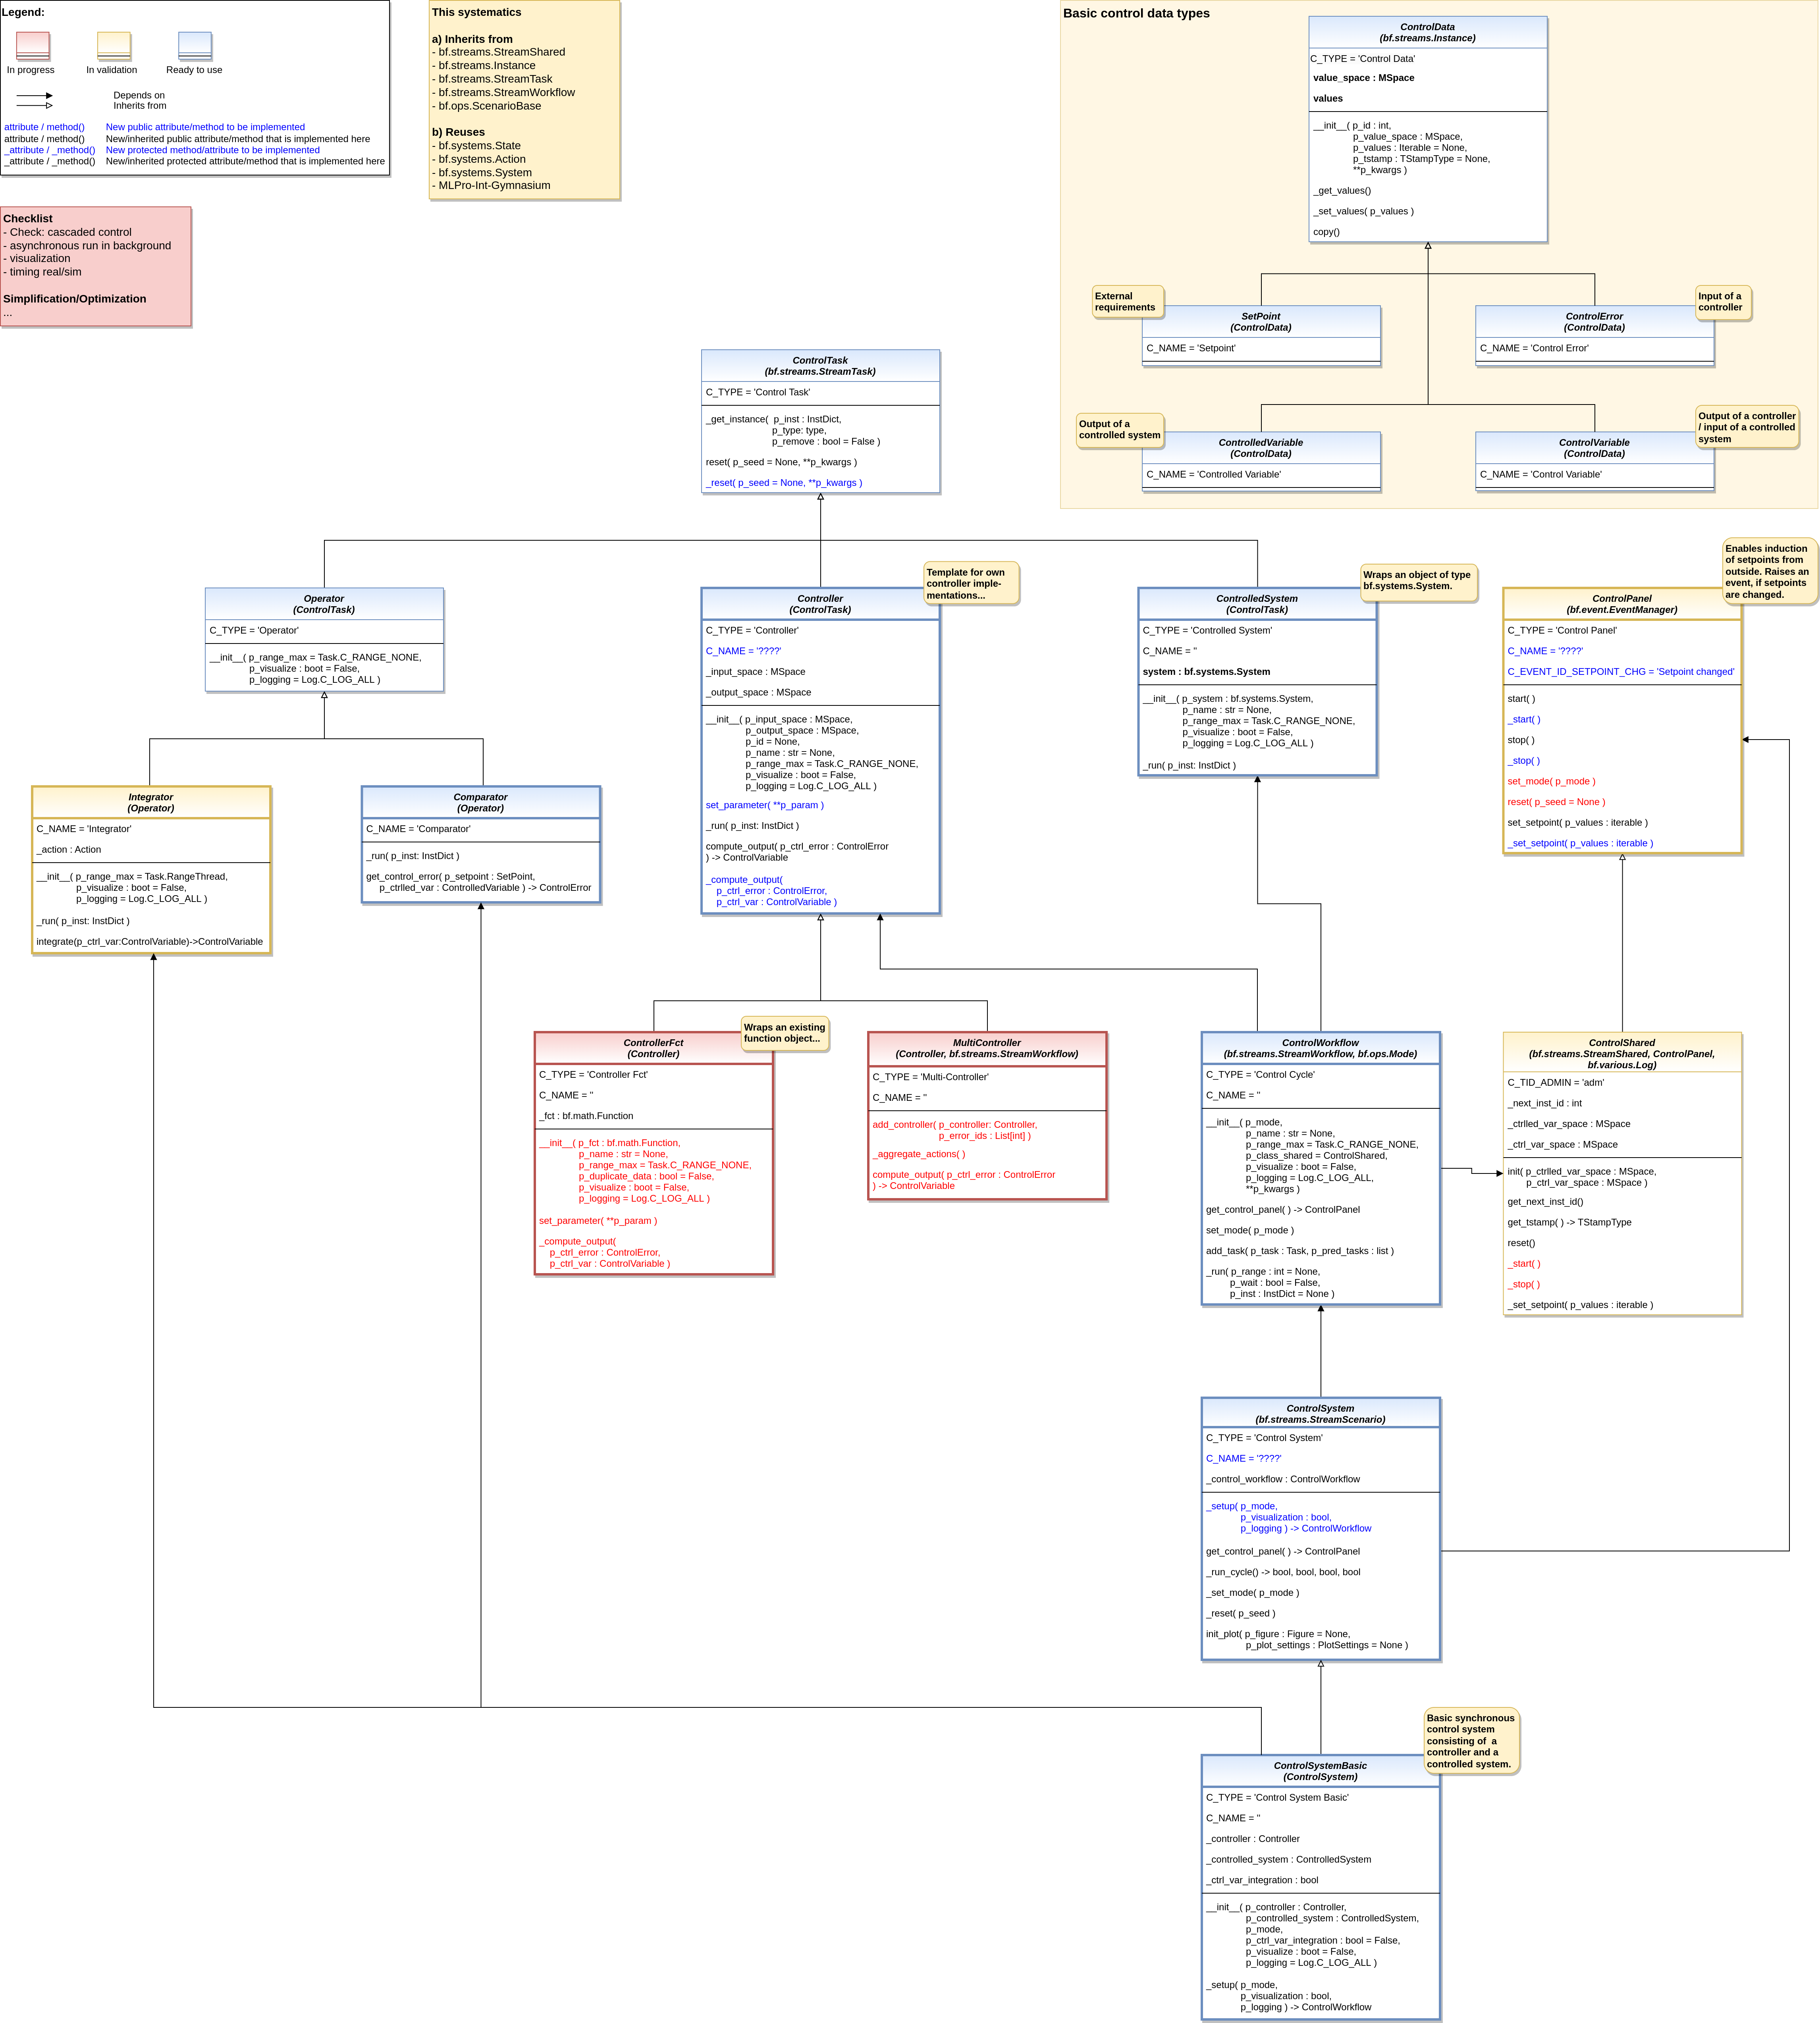 Legend:
In progress
In validation
Ready to use
Depends on
Inherits from
attribute / method() New public attribute/method to be implemented
attribute / method() New/inherited public attribute/method that is implemented here
_attribute / _method() New protected method/attribute to be implemented
_attribute / _method() New/inherited protected attribute/method that is implemented here
This systematics
a) Inherits from
- bf.streams.StreamShared
- bf.streams.Instance
- bf.streams.StreamTask
- bf.streams.StreamWorkflow
- bf.ops.ScenarioBase
b) Reuses
- bf.systems.State
- bf.systems.Action
- bf.systems.System
- MLPro-Int-Gymnasium
Checklist
- Check: cascaded control
- asynchronous run in background
- visualization
- timing real/sim
Simplification/Optimization
...
Basic control data types
ControlData
(bf.streams.Instance)
C_TYPE = 'Control Data'
value_space : MSpace
values
__init__( p_id : int,
p_value_space : MSpace,
p_values : Iterable = None,
p_tstamp : TStampType = None,
**p_kwargs )
_get_values()
_set_values( p_values )
copy()
External
requirements
SetPoint
(ControlData)
C_NAME = 'Setpoint'
Input of a
controller
ControlError
(ControlData)
C_NAME = 'Control Error'
Output of a
controlled system
ControlledVariable
(ControlData)
C_NAME = 'Controlled Variable'
Output of a controller
/ input of a controlled
system
ControlVariable
(ControlData)
C_NAME = 'Control Variable'
ControlTask
(bf.streams.StreamTask)
C_TYPE = 'Control Task'
_get_instance( p_inst : InstDict,
p_type: type,
p_remove : bool = False )
reset( p_seed = None, **p_kwargs )
_reset( p_seed = None, **p_kwargs )
Operator
(ControlTask)
C_TYPE = 'Operator'
__init__( p_range_max = Task.C_RANGE_NONE,
p_visualize : boot = False,
p_logging = Log.C_LOG_ALL )
Template for own
controller imple-
mentations...
Controller
(ControlTask)
C_TYPE = 'Controller'
C_NAME = '????'
_input_space : MSpace
_output_space : MSpace
__init__( p_input_space : MSpace,
p_output_space : MSpace,
p_id = None,
p_name : str = None,
p_range_max = Task.C_RANGE_NONE,
p_visualize : boot = False,
p_logging = Log.C_LOG_ALL )
set_parameter( **p_param )
_run( p_inst: InstDict )
compute_output( p_ctrl_error : ControlError
) -> ControlVariable
_compute_output(
p_ctrl_error : ControlError,
p_ctrl_var : ControlVariable )
Wraps an object of type
bf.systems.System.
ControlledSystem
(ControlTask)
C_TYPE = 'Controlled System'
C_NAME = ''
system : bf.systems.System
__init__( p_system : bf.systems.System,
p_name : str = None,
p_range_max = Task.C_RANGE_NONE,
p_visualize : boot = False,
p_logging = Log.C_LOG_ALL )
_run( p_inst: InstDict )
Enables induction
of setpoints from
outside. Raises an
event, if setpoints
are changed.
ControlPanel
(bf.event.EventManager)
C_TYPE = 'Control Panel'
C_NAME = '????'
C_EVENT_ID_SETPOINT_CHG = 'Setpoint changed'
start( )
_start( )
stop( )
_stop( )
set_mode( p_mode )
reset( p_seed = None )
set_setpoint( p_values : iterable )
_set_setpoint( p_values : iterable )
Integrator
(Operator)
C_NAME = 'Integrator'
_action : Action
__init__( p_range_max = Task.RangeThread,
p_visualize : boot = False,
p_logging = Log.C_LOG_ALL )
_run( p_inst: InstDict )
integrate(p_ctrl_var:ControlVariable)->ControlVariable
Comparator
(Operator)
C_NAME = 'Comparator'
_run( p_inst: InstDict )
get_control_error( p_setpoint : SetPoint,
p_ctrlled_var : ControlledVariable ) -> ControlError
Wraps an existing
function object...
ControllerFct
(Controller)
C_TYPE = 'Controller Fct'
C_NAME = ''
_fct : bf.math.Function
__init__( p_fct : bf.math.Function,
p_name : str = None,
p_range_max = Task.C_RANGE_NONE,
p_duplicate_data : bool = False,
p_visualize : boot = False,
p_logging = Log.C_LOG_ALL )
set_parameter( **p_param )
_compute_output(
p_ctrl_error : ControlError,
p_ctrl_var : ControlVariable )
MultiController
(Controller, bf.streams.StreamWorkflow)
C_TYPE = 'Multi-Controller'
C_NAME = ''
add_controller( p_controller: Controller,
p_error_ids : List[int] )
_aggregate_actions( )
compute_output( p_ctrl_error : ControlError
) -> ControlVariable
ControlWorkflow
(bf.streams.StreamWorkflow, bf.ops.Mode)
C_TYPE = 'Control Cycle'
C_NAME = ''
__init__( p_mode,
p_name : str = None,
p_range_max = Task.C_RANGE_NONE,
p_class_shared = ControlShared,
p_visualize : boot = False,
p_logging = Log.C_LOG_ALL,
**p_kwargs )
get_control_panel( ) -> ControlPanel
set_mode( p_mode )
add_task( p_task : Task, p_pred_tasks : list )
_run( p_range : int = None,
p_wait : bool = False,
p_inst : InstDict = None )
ControlShared
(bf.streams.StreamShared, ControlPanel,
bf.various.Log)
C_TID_ADMIN = 'adm'
_next_inst_id : int
_ctrlled_var_space : MSpace
_ctrl_var_space : MSpace
init( p_ctrlled_var_space : MSpace,
p_ctrl_var_space : MSpace )
get_next_inst_id()
get_tstamp( ) -> TStampType
reset()
_start( )
_stop( )
_set_setpoint( p_values : iterable )
ControlSystem
(bf.streams.StreamScenario)
C_TYPE = 'Control System'
C_NAME = '????'
_control_workflow : ControlWorkflow
_setup( p_mode,
p_visualization : bool,
p_logging ) -> ControlWorkflow
get_control_panel( ) -> ControlPanel
_run_cycle() -> bool, bool, bool, bool
_set_mode( p_mode )
_reset( p_seed )
init_plot( p_figure : Figure = None,
p_plot_settings : PlotSettings = None )
Basic synchronous
control system
consisting of a
controller and a
controlled system.
ControlSystemBasic
(ControlSystem)
C_TYPE = 'Control System Basic'
C_NAME = ''
_controller : Controller
_controlled_system : ControlledSystem
_ctrl_var_integration : bool
__init__( p_controller : Controller,
p_controlled_system : ControlledSystem,
p_mode,
p_ctrl_var_integration : bool = False,
p_visualize : boot = False,
p_logging = Log.C_LOG_ALL )
_setup( p_mode,
p_visualization : bool,
p_logging ) -> ControlWorkflow